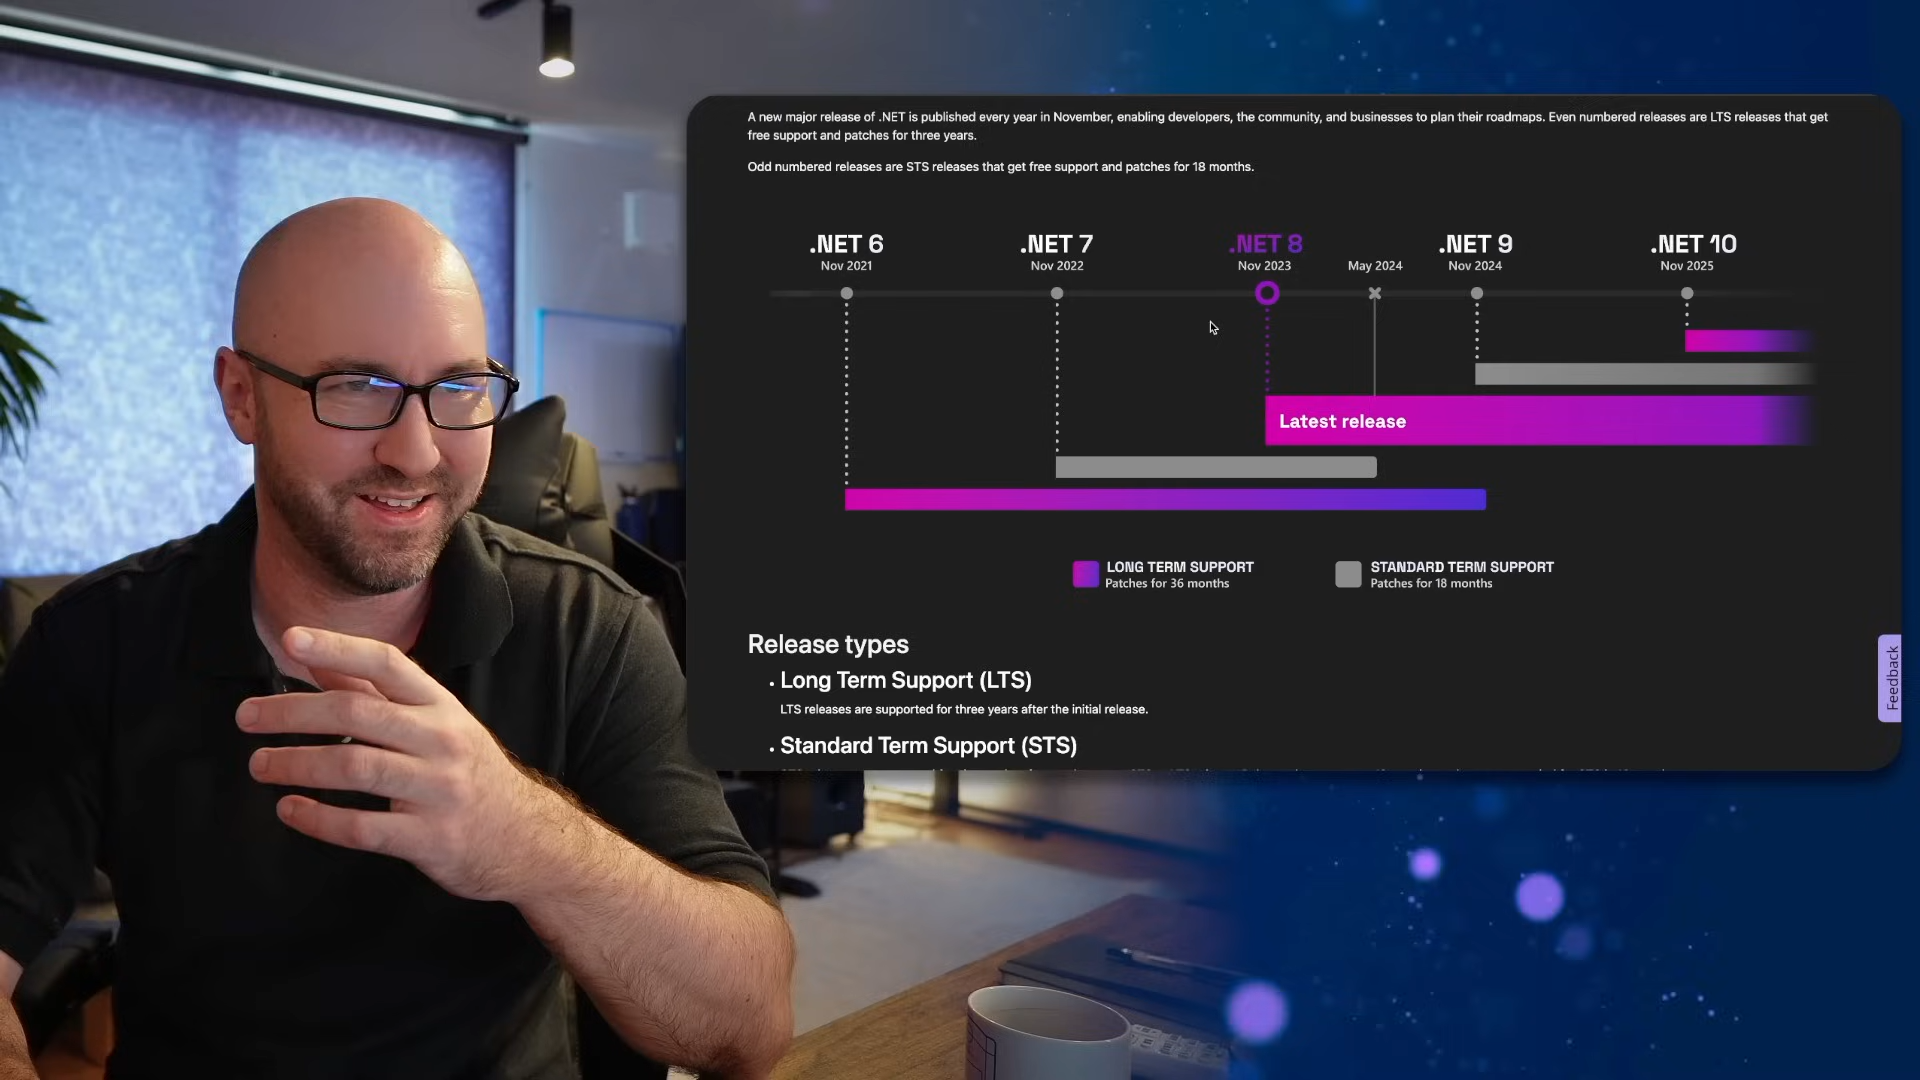 A new major release of .NET is published every year in November, enabling developers, the community, and businesses to plan their roadmaps. Even numbered releases are LTS releases that get
free support and patches for three years.
Odd numbered releases are STS releases that get free support and patches for 18 months.
.NET 6
Nov 2021
.NET 7
Nov 2022
.NET 8
Nov 2023
May 2024
.NET 9
Nov 2024
.NET 10
Nov 2025
Latest release
LONG TERM SUPPORT
Patches for 36 months
STANDARD TERM SUPPORT
Patches for 18 months
Release types
• Long Term Support (LTS)
LTS releases are supported for three years after the initial release.
• Standard Term Support (STS)
Feedback